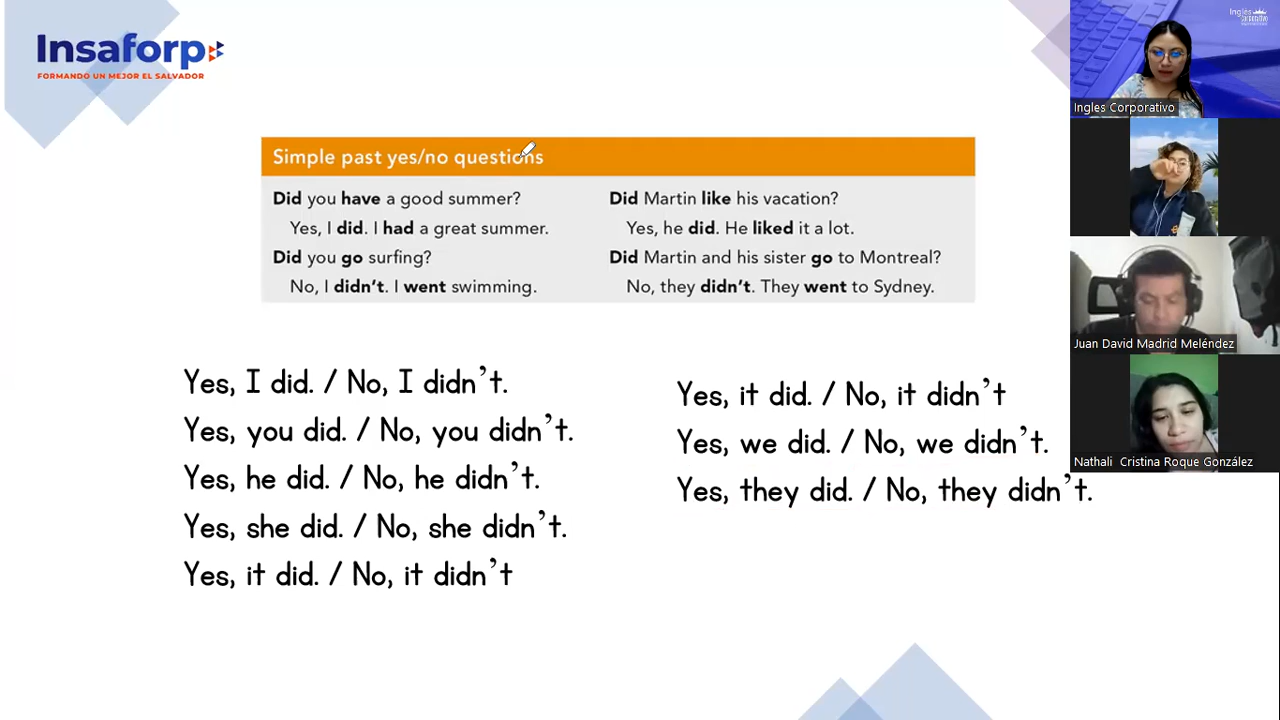 Insaforp
FORMANDO UN MEJOR EL SALVADOR
Simple past yes/no questions
Did you have a good summer?
Yes, I did. I had a great summer.
Did you go surfing?
No, I didn't. I went swimming.
Did Martin like his vacation?
Yes, he did. He liked it a lot.
Did Martin and his sister go to Montreal?
No, they didn't. They went to Sydney.
Yes, I did. / No, I didn't.
Yes, you did. / No, you didn't.
Yes, he did. / No, he didn't.
Yes, she did. / No, she didn't.
Yes, it did. / No, it didn't
Yes, it did. / No, it didn't
Yes, we did. / No, we didn't.
Yes, they did. / No, they didn't.
Inglés
Corporativo
Ingles Corporativo
Juan David Madrid Meléndez
Nathali Cristina Roque González